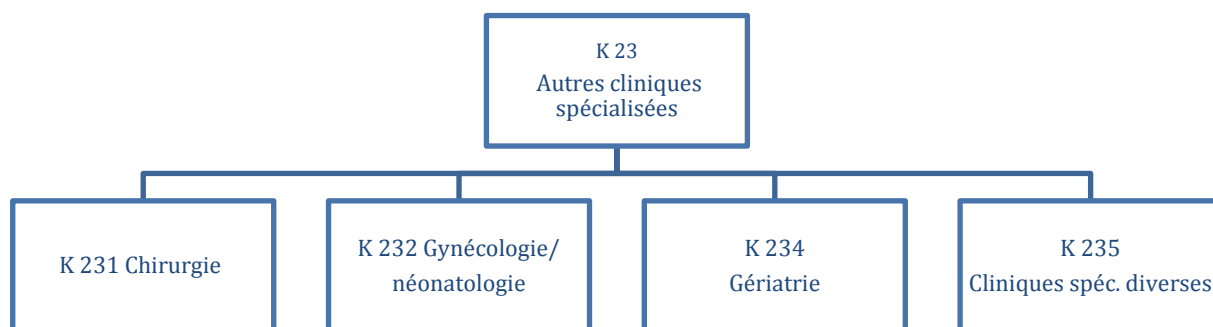 K 23
Autres cliniques
spécialisées
K 231 Chirurgie
K 232 Gynécologie/
néonatologie
K 234
Gériatrie
K 235
Cliniques spéc. diverses